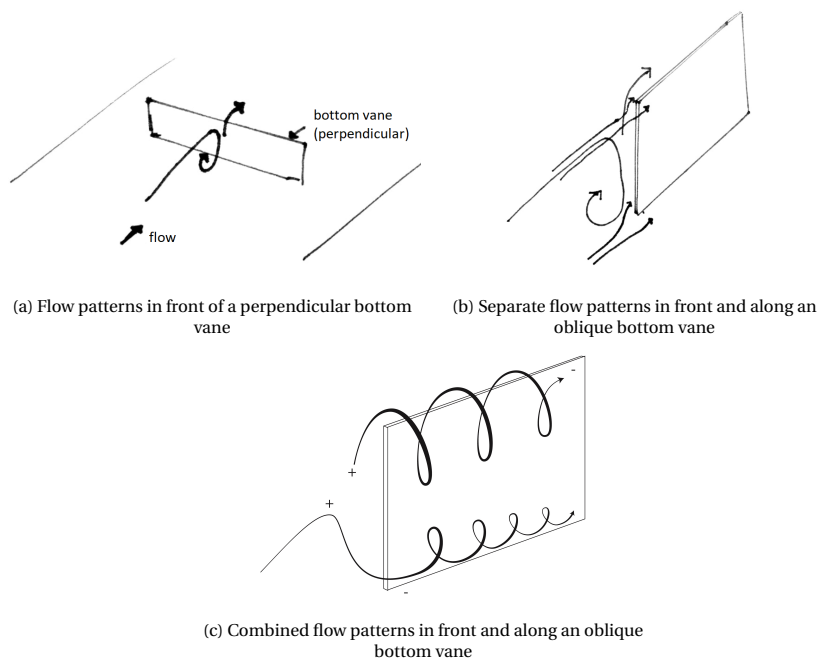 bottom vane
(perpendicular)
flow
(a) Flow patterns in front of a perpendicular bottom
vane
(b) Separate flow patterns in front and along an
oblique bottom vane
-
+
+
-
(c) Combined flow patterns in front and along an oblique
bottom vane